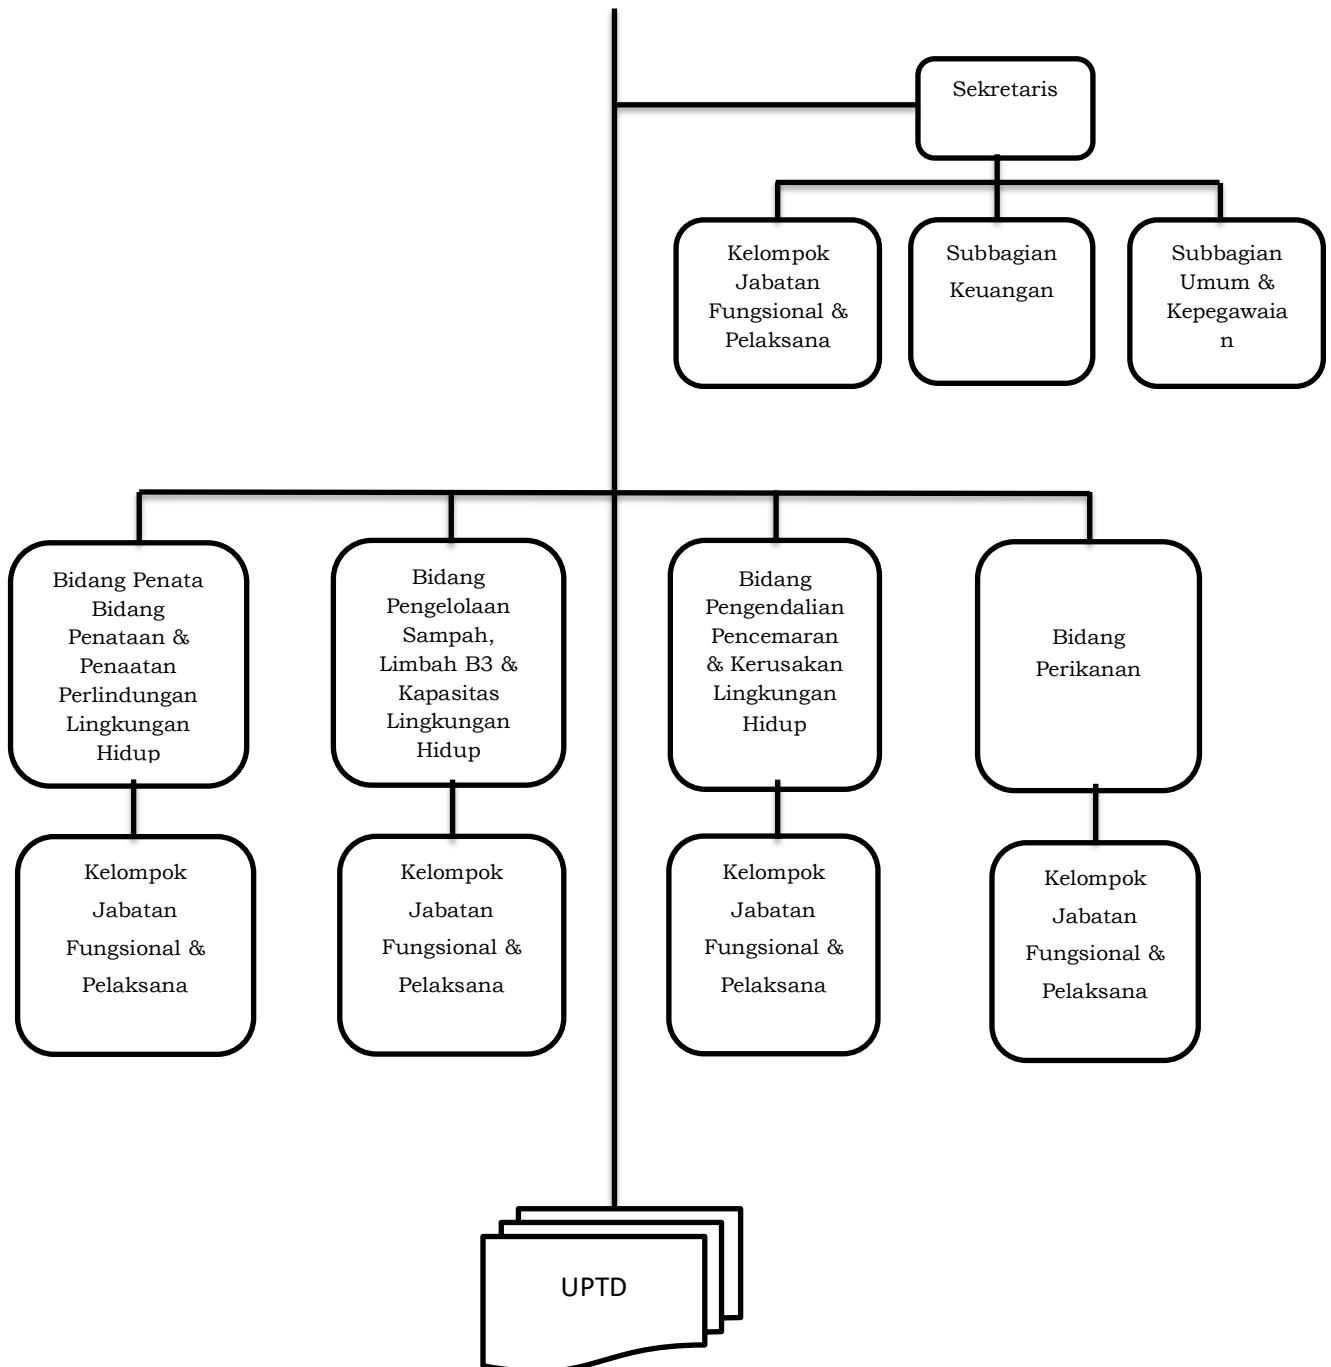 Sekretaris
Kelompok
Jabatan
Fungsional &
Pelaksana
Subbagian
Keuangan
Subbagian
Umum &
Kepegawaia
n
Bidang Penata
Bidang
Penataan &
Penaatan
Perlindungan
Lingkungan
Hidup
Bidang
Pengelolaan
Sampah,
Limbah B3 &
Kapasitas
Lingkungan
Hidup
Bidang
Pengendalian
Pencemaran
& Kerusakan
Lingkungan
Hidup
Bidang
Perikanan
Kelompok
Jabatan
Fungsional &
Pelaksana
Kelompok
Jabatan
Fungsional &
Pelaksana
Kelompok
Jabatan
Fungsional &
Pelaksana
Kelompok
Jabatan
Fungsional &
Pelaksana
UPTD